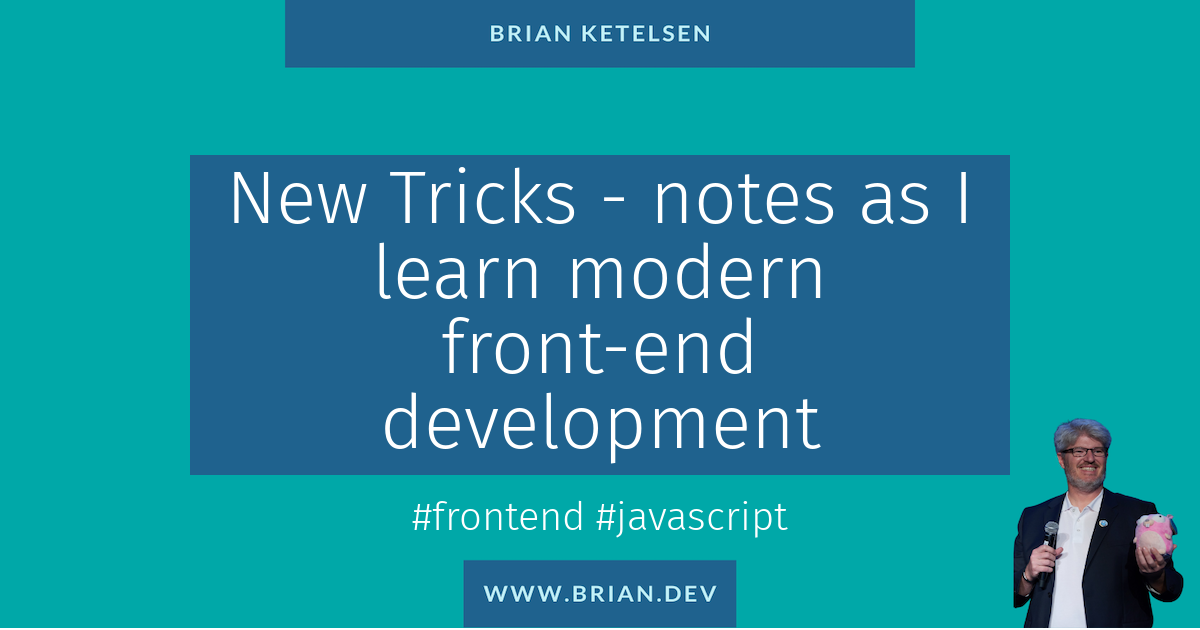 BRIAN KETELSEN
New Tricks - notes as I
learn modern
front-end
development
#frontend #javascript
WWW.BRIAN.DEV